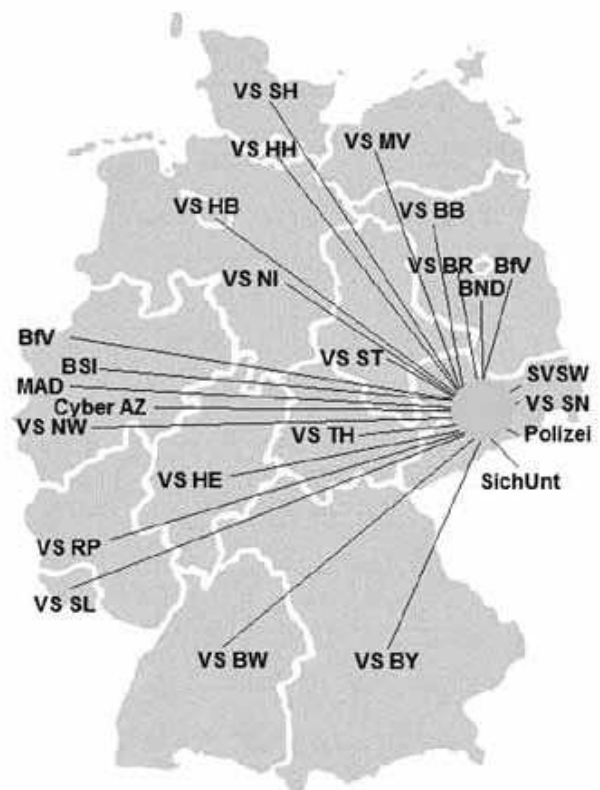 VS SH
VS HH
VS MV
VS HB
VS BB
VS BR
BfV
VS NI
BND
BfV
VS ST
BSI
SVSW
MAD
Cyber AZ
VS SN
VS NW
VS TH
Polizei
VS HE
SichUnt
VS RP
VS SL
VS BW
VS BY